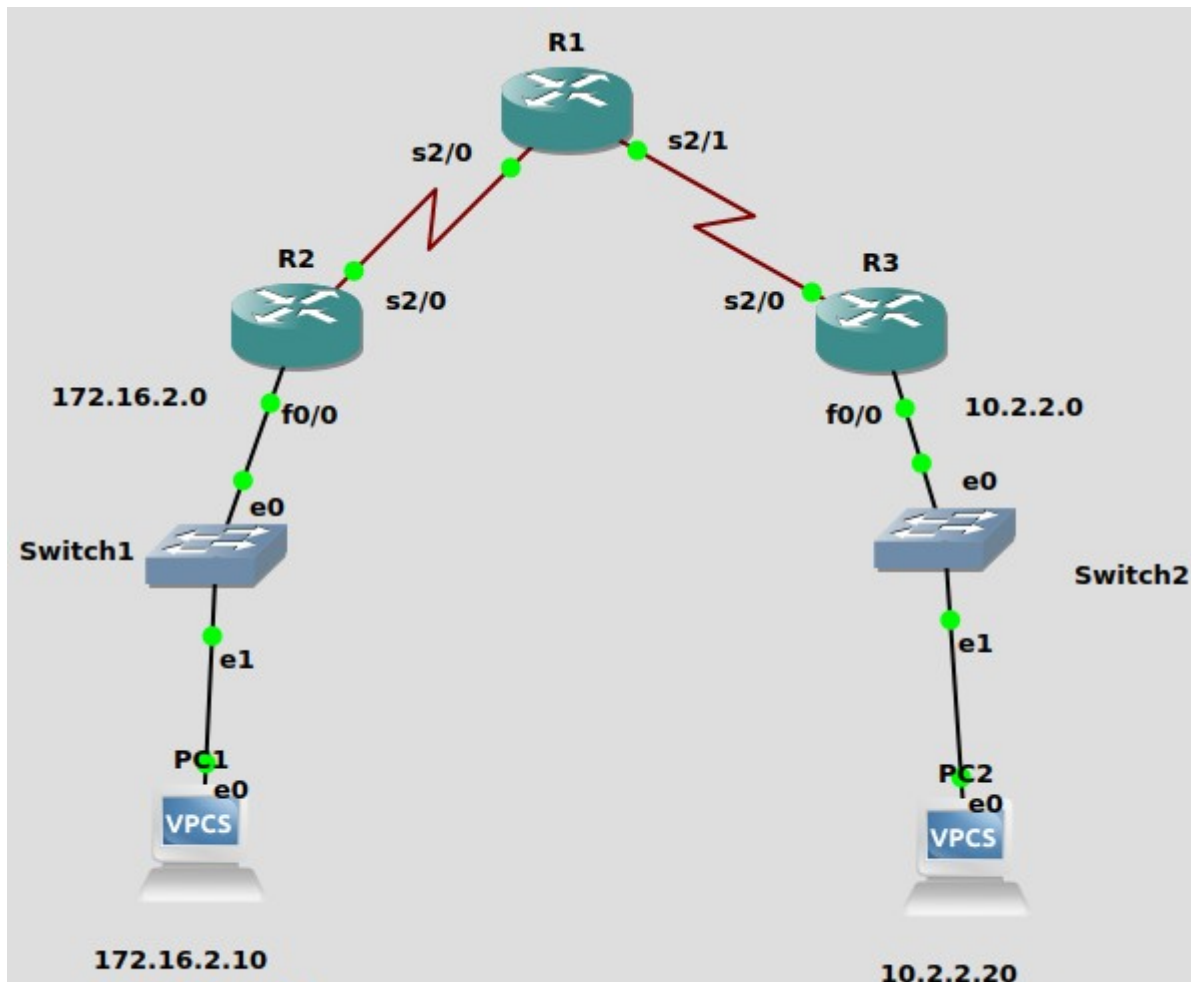 R1
s2/0
s2/1
R2
s2/0
R3
s2/0
172.16.2.0
f0/0
f0/0
10.2.2.0
e0
e0
Switch1
Switch2
e1
e1
PC1
e0
PC2
e0
VPCS
VPCS
172.16.2.10
10.2.2.20